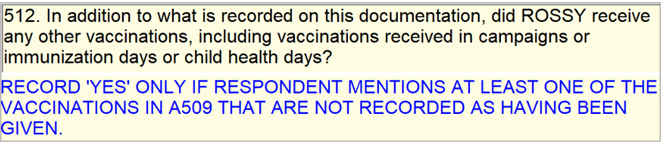 512. In addition to what is recorded on this documentation, did ROSSY receive
any other vaccinations, including vaccinations received in campaigns or
immunization days or child health days?
RECORD 'YES' ONLY IF RESPONDENT MENTIONS AT LEAST ONE OF THE
VACCINATIONS IN A509 THAT ARE NOT RECORDED AS HAVING BEEN
GIVEN.